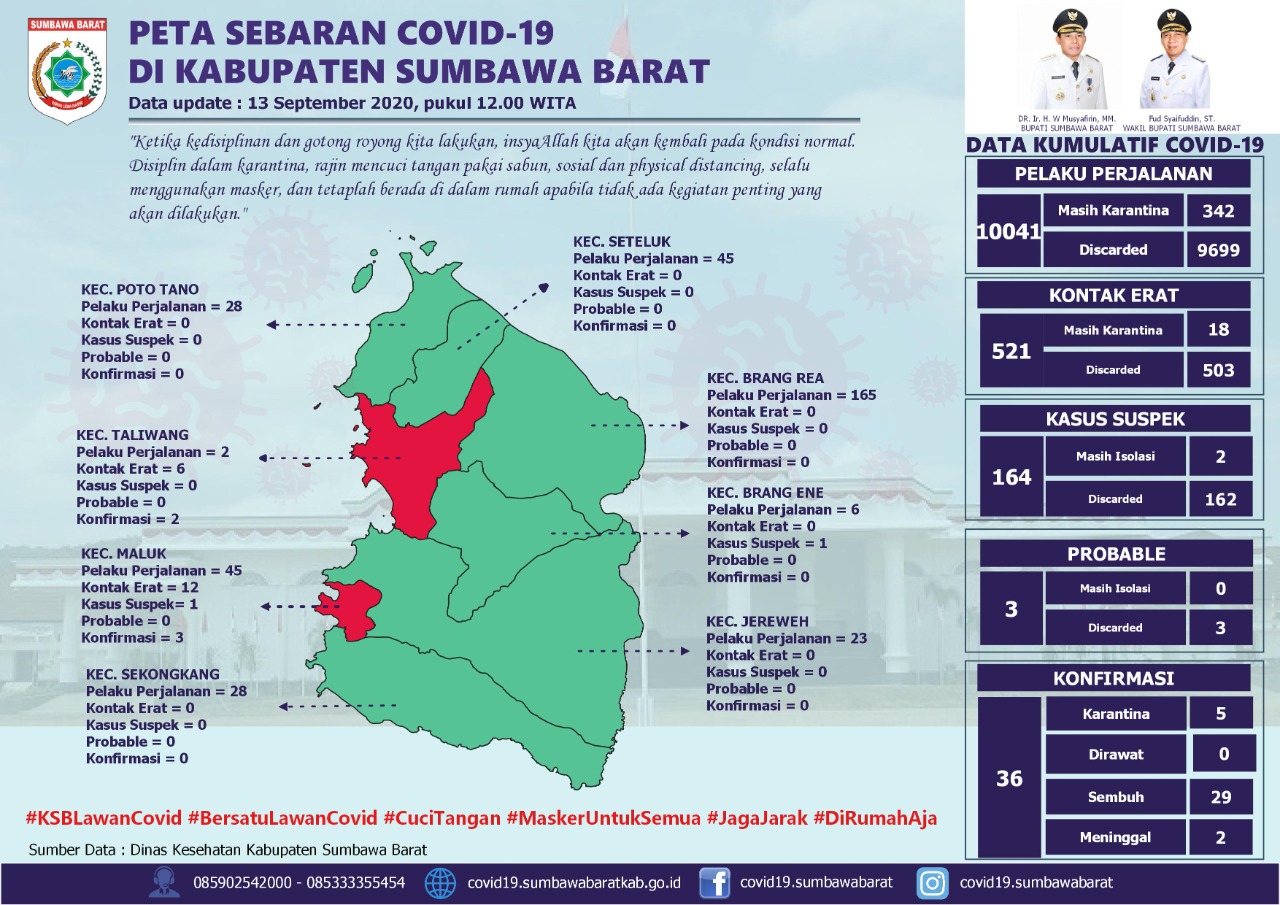 SUMBAWA BARAT
PETA SEBARAN COVID-19
DI KABUPATEN SUMBAWA BARAT
Data update : 13 September 2020, pukul 12.00 WITA
"Ketika kedisiplinan dan gotong royong kita lakukan, insyaAllah kita akan kembali pada kondisi normal.
Disiplin dalam karantina, rajin mencuci tangan pakai sabun, sosial dan physical distancing, selalu
menggunakan masker, dan tetaplah berada di dalam rumah apabila tidak ada kegiatan penting yang
akan dilakukan."
KEC. POTO TANO
Pelaku Perjalanan = 28
Kontak Erat = 0
Kasus Suspek = 0
Probable = 0
Konfirmasi = 0
KEC. TALIWANG
Pelaku Perjalanan = 2
Kontak Erat = 6
Kasus Suspek = 0
Probable = 0
Konfirmasi = 2
KEC. MALUK
Pelaku Perjalanan = 45
Kontak Erat = 12
Kasus Suspek= 1
Probable = 0
Konfirmasi = 3
KEC. SEKONGKANG
Pelaku Perjalanan = 28
Kontak Erat = 0
Kasus Suspek = 0
Probable = 0
Konfirmasi = 0
KEC. SETELUK
Pelaku Perjalanan = 45
Kontak Erat = 0
Kasus Suspek = 0
Probable = 0
Konfirmasi = 0
KEC. BRANG REA
Pelaku Perjalanan = 165
Kontak Erat = 0
Kasus Suspek = 0
Probable = 0
Konfirmasi = 0
KEC. BRANG ENE
Pelaku Perjalanan = 6
Kontak Erat = 0
Kasus Suspek = 1
Probable = 0
Konfirmasi = 0
KEC. JEREWEH
Pelaku Perjalanan = 23
Kontak Erat = 0
Kasus Suspek = 0
Probable = 0
Konfirmasi = 0
DR. Ir. H. W Musyafirin, MM.
BUPATI SUMBAWA BARAT
Fud Syaifuddin, ST.
WAKIL BUPATI SUMBAWA BARAT
DATA KUMULATIF COVID-19
PELAKU PERJALANAN
10041
Masih Karantina 342
Discarded 9699
KONTAK ERAT
521
Masih Karantina 18
Discarded 503
KASUS SUSPEK
164
Masih Isolasi 2
Discarded 162
PROBABLE
3
Masih Isolasi 0
Discarded 3
KONFIRMASI
36
Karantina 5
Dirawat 0
Sembuh 29
Meninggal 2
#KSBLawanCovid #BersatuLawanCovid #CuciTangan #MaskerUntukSemua #JagaJarak #DiRumahAja
Sumber Data : Dinas Kesehatan Kabupaten Sumbawa Barat
085902542000 - 085333355454 covid19.sumbawabaratkab.go.id covid19.sumbawabarat covid19.sumbawabarat